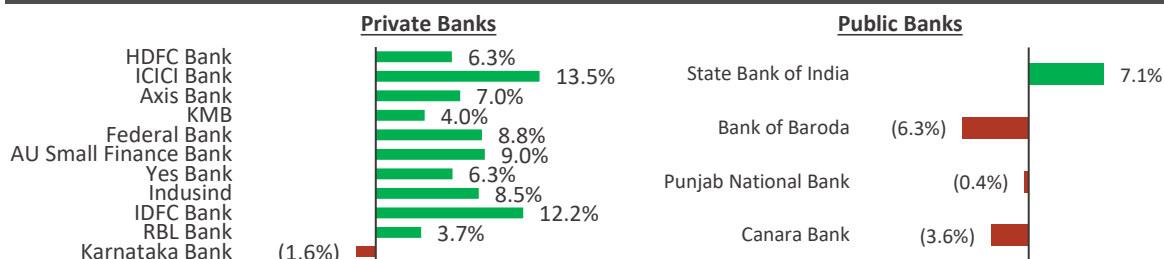 Private Banks
HDFC Bank 6.3%
ICICI Bank 13.5%
Axis Bank 7.0%
KMB 4.0%
Federal Bank 8.8%
AU Small Finance Bank 9.0%
Yes Bank 6.3%
Indusind 8.5%
IDFC Bank 12.2%
RBL Bank 3.7%
Karnataka Bank (1.6%)
Public Banks
State Bank of India 7.1%
Bank of Baroda (6.3%)
Punjab National Bank (0.4%)
Canara Bank (3.6%)